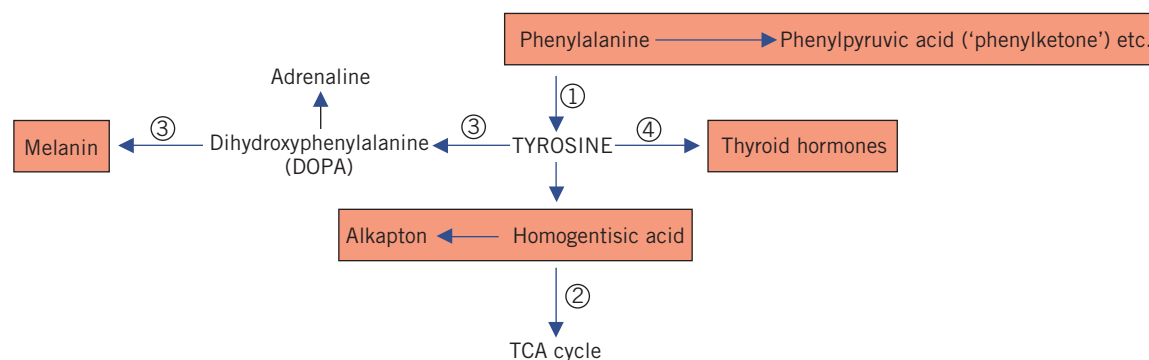 Phenylalanine Phenylpyruvic acid (‘phenylketone’) etc.
Adrenaline
①
③ ③ ④
Melanin Dihydroxyphenylalanine TYROSINE Thyroid hormones
(DOPA)
Alkapton Homogentisic acid
②
TCA cycle